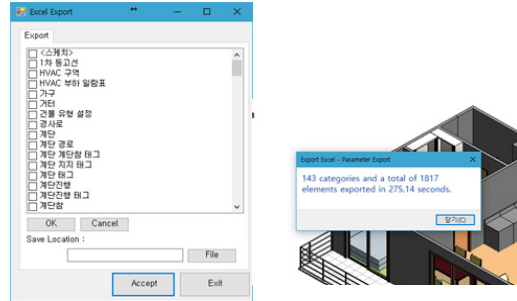 Excel Export
Export
<스케치>
1차 등고선
HVAC 구역
HVAC 부하 일람표
가구
거터
건물 유형 설정
경사로
계단
계단 경로
계단 계단참 태그
계단 지지 태그
계단 태그
계단진행
계단진행 태그
계단참
OK Cancel
Save Location :
File
Accept Exit
Export Excel - Parameter Export
143 categories and a total of 1817
elements exported in 275.14 seconds.
닫기(C)